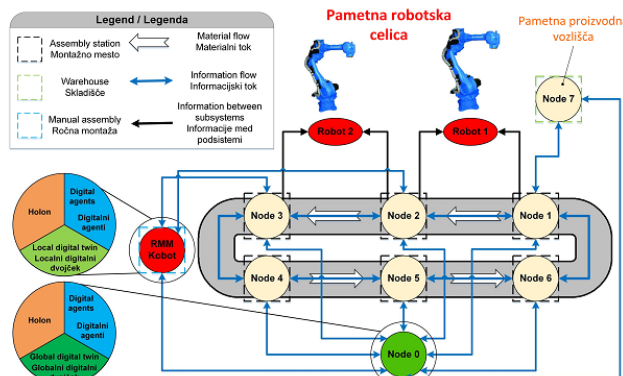 Legend / Legenda
Assembly station
Montažno mesto
Material flow
Materialni tok
Warehouse
Skladišče
Information flow
Informacijski tok
Manual assembly
Ročna montaža
Information between
subsystems
Informacije med
podsistemi
Pametna robotska
celica
Pametna proizvodn
vozlišča
Node 7
Robot 2
Robot 1
Node 3
Node 2
Node 1
Holon
Digital
agents
Digitalni
agenti
Local digital twin
Localni digitalni
dvojček
RMM
Kobot
Node 4
Node 5
Node 6
Holon
Digital
agents
Digitalni
agenti
Global digital twin
Globalni digitalni
Node 0